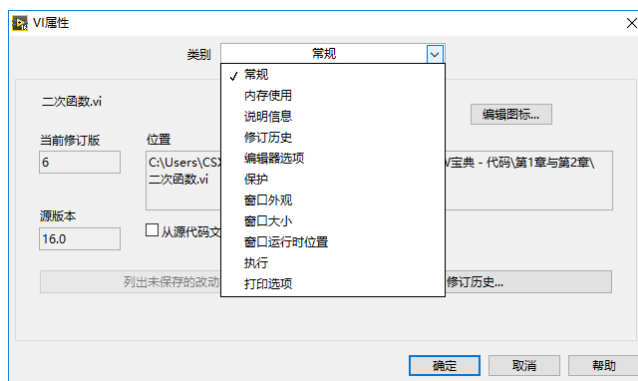 VI属性
类别
常规
常规
内存使用
说明信息
修订历史
编辑器选项
保护
窗口外观
窗口大小
窗口运行时位置
执行
打印选项
二次函数.vi
编辑图标...
当前修订版
位置
6
C:\Users\CSX
宝典 - 代码\第1章与第2章\
二次函数.vi
源版本
16.0
从源代码文
列出未保存的改动
修订历史...
确定
取消
帮助